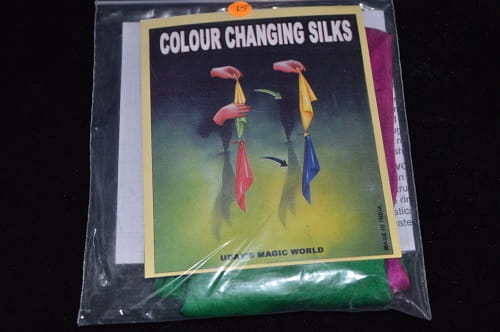 COLOUR CHANGING SILKS
UDAY'S MAGIC WORLD
MADE IN INDIA